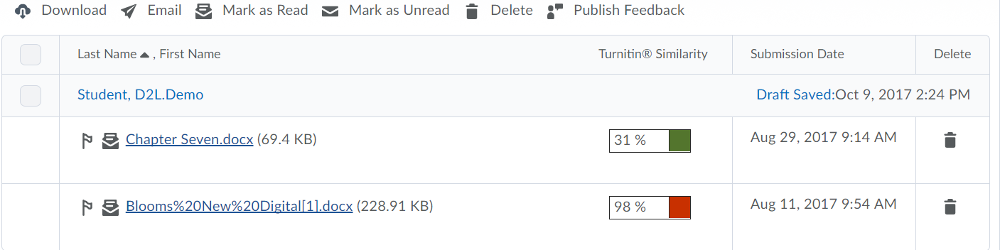 Download Email Mark as Read Mark as Unread Delete Publish Feedback
Last Name , First Name Turnitin® Similarity Submission Date Delete
Student, D2L.Demo Draft Saved:Oct 9, 2017 2:24 PM
Chapter Seven.docx (69.4 KB) 31 % Aug 29, 2017 9:14 AM
Blooms%20New%20Digital[1].docx (228.91 KB) 98 % Aug 11, 2017 9:54 AM